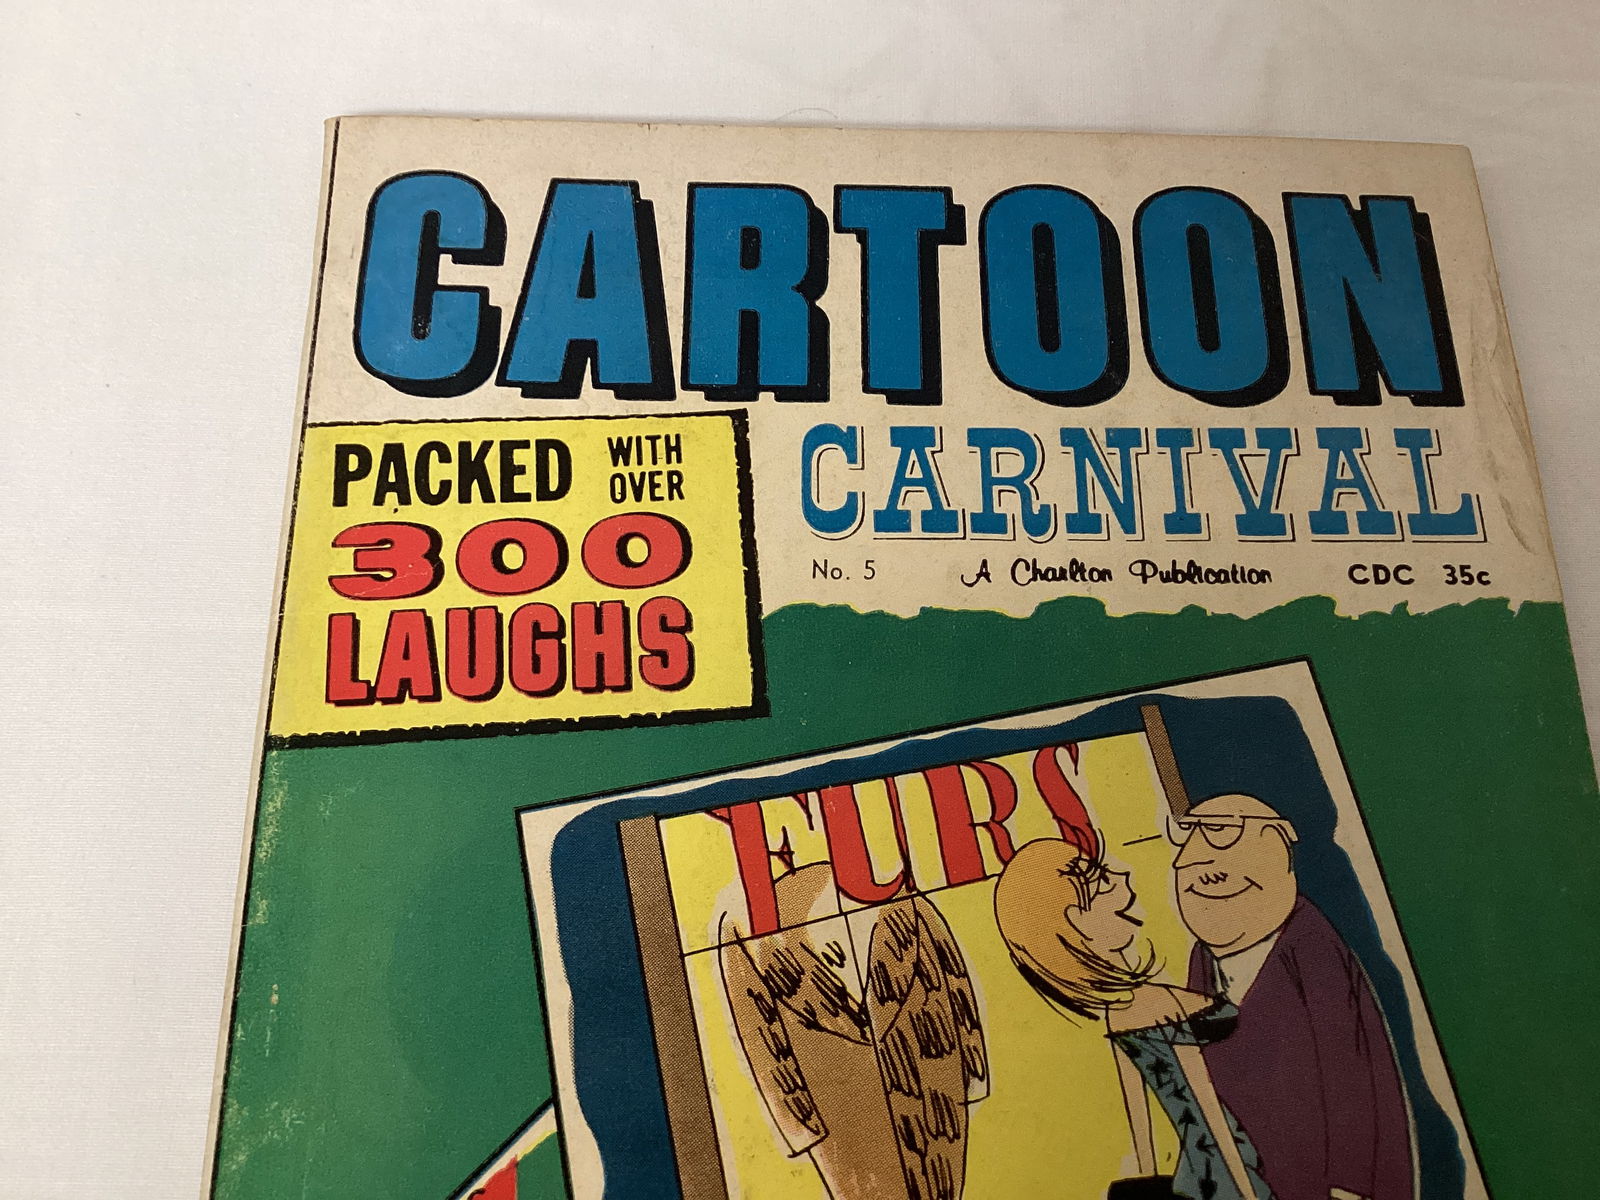 CARTOON
CARNIVAL
No. 5 A Charlton Publication CDC 35c
PACKED WITH OVER
300
LAUGHS
FURS